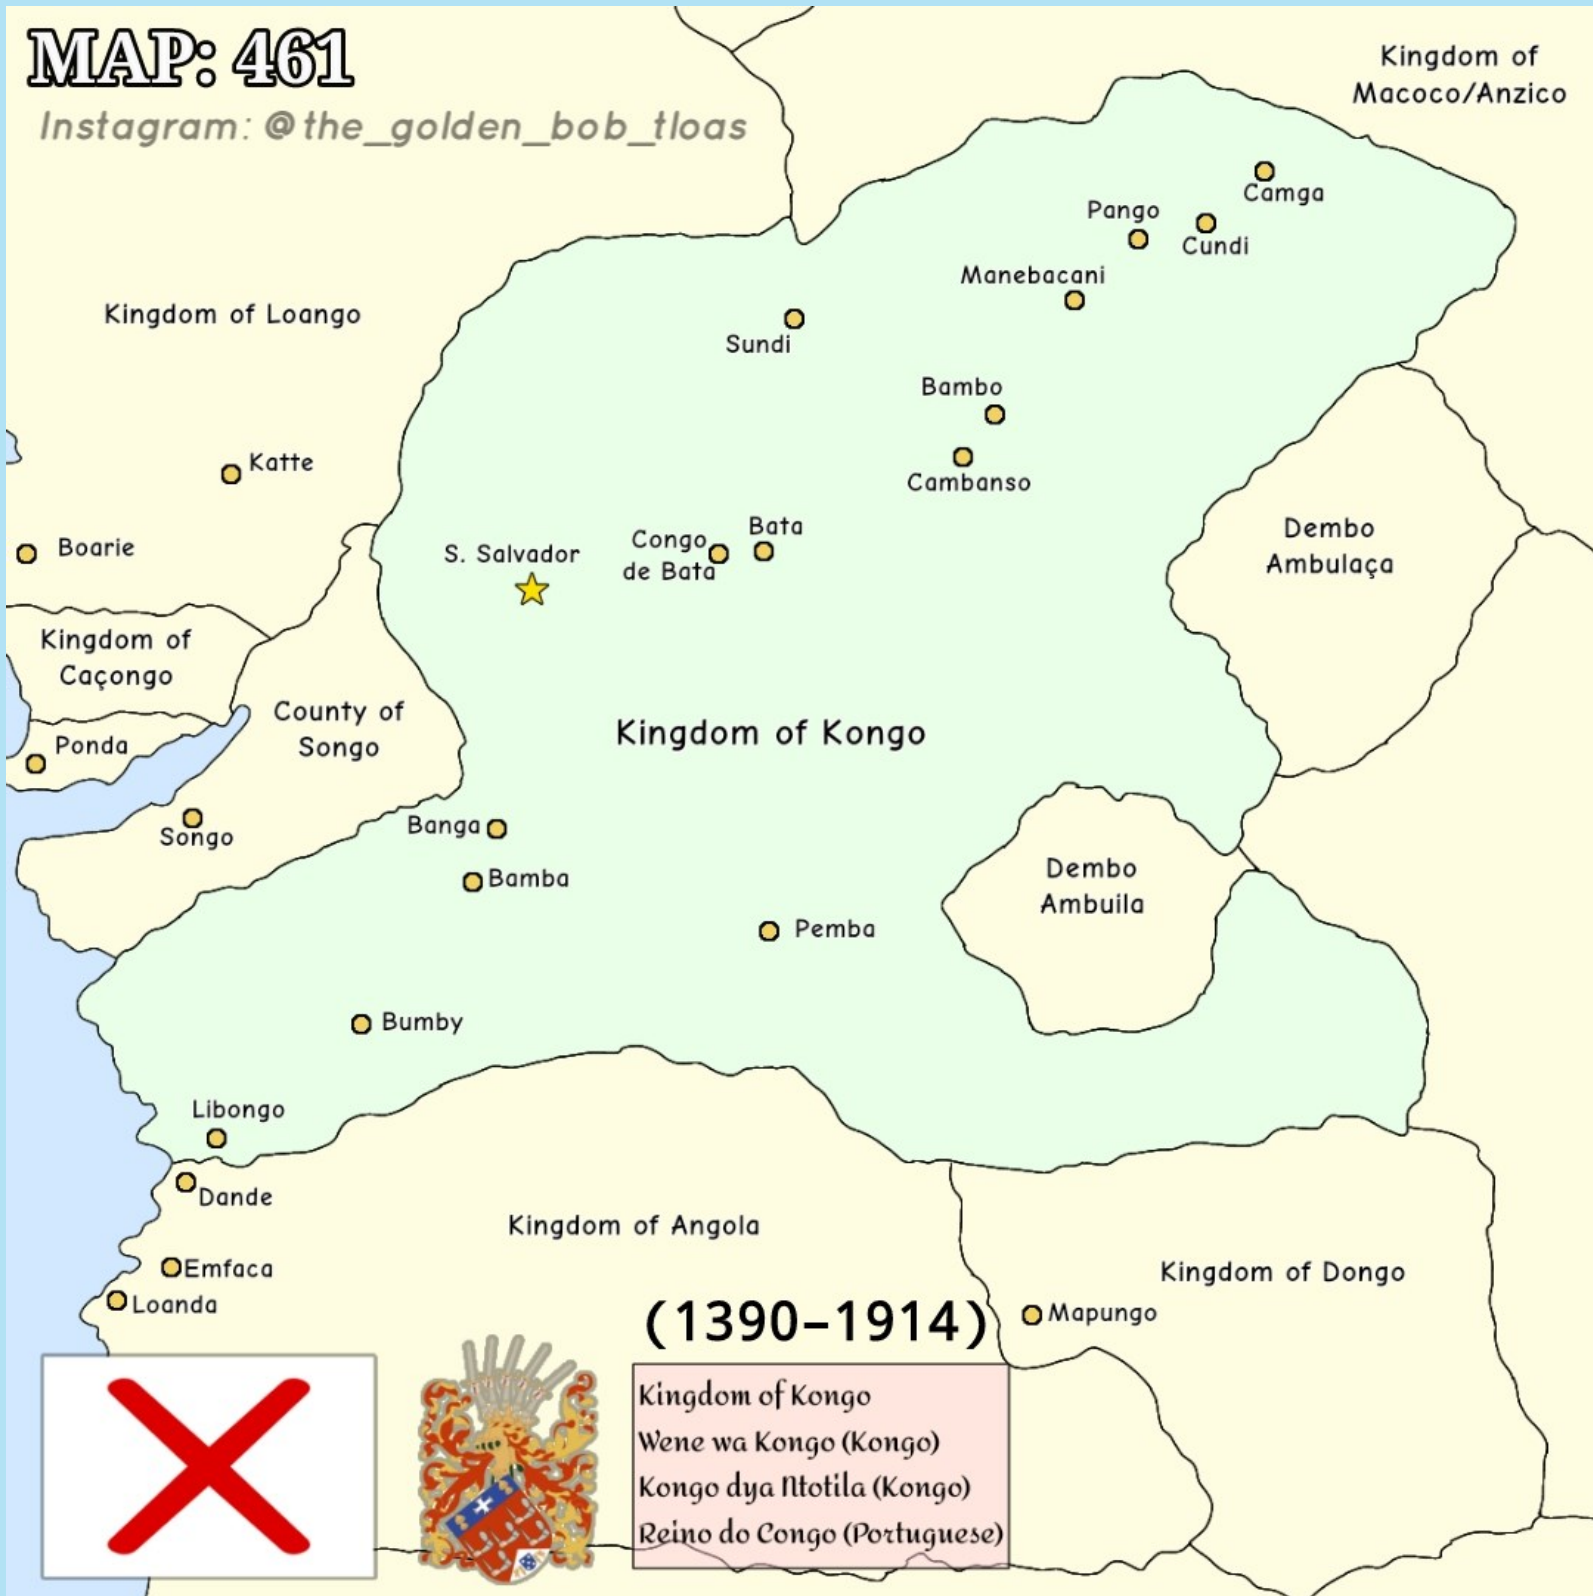 MAP: 461
Instagram: @the_golden_bob_tloas
Kingdom of
Macoco/Anzico
Camga
Pango
Cundi
Manebacani
Kingdom of Loango
Sundi
Bambo
Katte
Cambanso
Boarie
S. Salvador
Congo
de Bata
Bata
Dembo
Ambulaça
Kingdom of
Caçongo
County of
Songo
Ponda
Kingdom of Kongo
Songo
Banga
Bamba
Dembo
Ambuila
Pemba
Bumby
Libongo
Dande
Kingdom of Angola
Emfaca
Loanda
Kingdom of Dongo
Mapungo
(1390-1914)
Kingdom of Kongo
Wene wa Kongo (Kongo)
Kongo dya Ntotila (Kongo)
Reino do Congo (Portuguese)